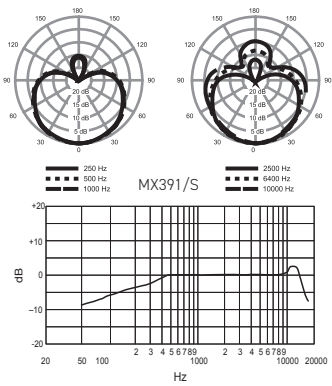 180
150 150
120 120
90 90
20 dB
15 dB
60 60
10 dB
5 dB
30 30
0
250 Hz
500 Hz
1000 Hz
180
150 150
120 120
90 90
20 dB
15 dB
60 60
10 dB
5 dB
30 30
0
2500 Hz
6400 Hz
10000 Hz
MX391/S
+20
+10
0
–10
-20
dB
2 3 4 5 6 7 8 9 2 3 4 5 6 7 8 9
20 50 100 1000 10000 20000
Hz